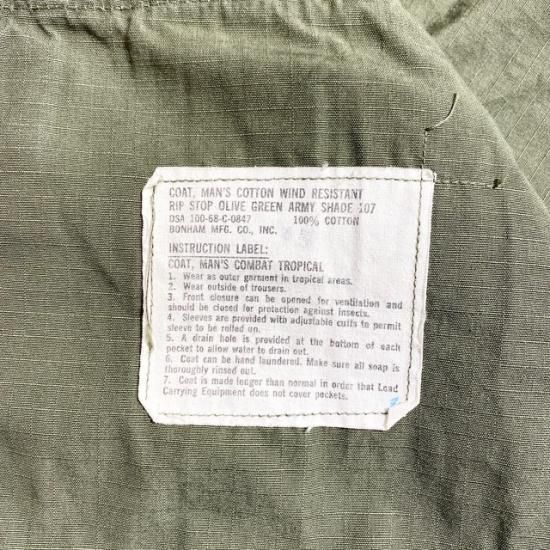 COAT, MAN'S COTTON WIND RESISTANT
RIP STOP OLIVE GREEN ARMY SHADE 107
DSA 100-68-C-0847 100% COTTON
BONHAM MFG. CO., INC.
INSTRUCTION LABEL:
COAT, MAN'S COMBAT TROPICAL
1. Wear as outer garment in tropical areas.
2. Wear outside of trousers.
3. Front closure can be opened for ventilation and
should be closed for protection against insects.
4. Sleeves are provided with adjustable cuffs to permit
sleeve to be rolled up.
5. A drain hole is provided at the bottom of each
pocket to allow water to drain out.
6. Coat can be hand laundered. Make sure all soap is
thoroughly rinsed out.
7. Coat is made longer than normal in order that Load
Carrying Equipment does not cover pockets.